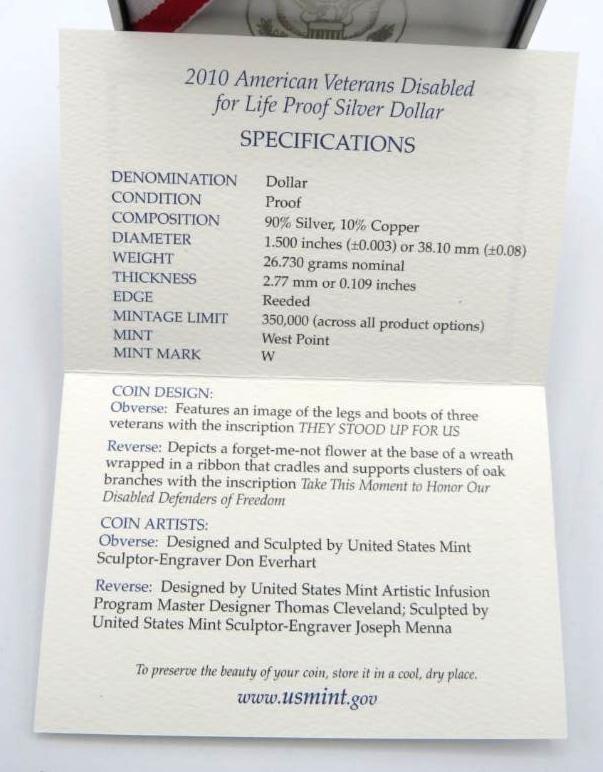 2010 American Veterans Disabled
for Life Proof Silver Dollar
SPECIFICATIONS
DENOMINATION Dollar
CONDITION Proof
COMPOSITION 90% Silver, 10% Copper
DIAMETER 1.500 inches (±0.003) or 38.10 mm (±0.08)
WEIGHT 26.730 grams nominal
THICKNESS 2.77 mm or 0.109 inches
EDGE Reeded
MINTAGE LIMIT 350,000 (across all product options)
MINT West Point
MINT MARK W
COIN DESIGN:
Obverse: Features an image of the legs and boots of three
veterans with the inscription THEY STOOD UP FOR US
Reverse: Depicts a forget-me-not flower at the base of a wreath
wrapped in a ribbon that cradles and supports clusters of oak
branches with the inscription Take This Moment to Honor Our
Disabled Defenders of Freedom
COIN ARTISTS:
Obverse: Designed and Sculpted by United States Mint
Sculptor-Engraver Don Everhart
Reverse: Designed by United States Mint Artistic Infusion
Program Master Designer Thomas Cleveland; Sculpted by
United States Mint Sculptor-Engraver Joseph Menna
To preserve the beauty of your coin, store it in a cool, dry place.
www.usmint.gov